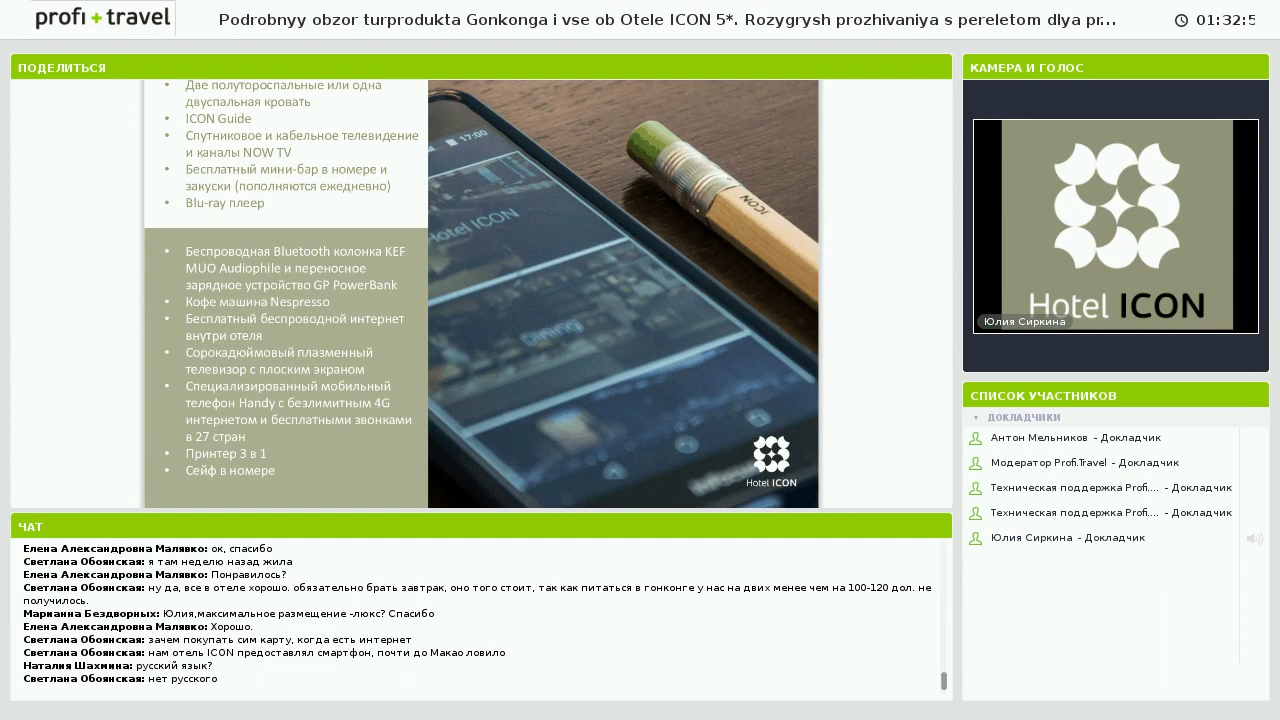 profi + travel
Podrobnyy obzor turprodukta Gonkonga i vse ob Otele ICON 5*. Rozygrysh prozhivaniya s pereletom dlya pr...
01:32:5
ПОДЕЛИТЬСЯ
• Две полутороспальные или одна
двуспальная кровать
• ICON Guide
• Спутниковое и кабельное телевидение
и каналы NOW TV
• Бесплатный мини-бар в номере и
закуски (пополняются ежедневно)
• Blu-ray плеер
• Беспроводная Bluetooth колонка KEF
MUO Audiophile и переносное
зарядное устройство GP PowerBank
• Кофе машина Nespresso
• Бесплатный беспроводной интернет
внутри отеля
• Сорокадюймовый плазменный
телевизор с плоским экраном
• Специализированный мобильный
телефон Handy с безлимитным 4G
интернетом и бесплатными звонками
в 27 стран
• Принтер 3 в 1
• Сейф в номере
17:00
Hotel ICON
Dining
ICON
Hotel ICON
КАМЕРА И ГОЛОС
Hotel ICON
Юлия Сиркина
СПИСОК УЧАСТНИКОВ
ДОКЛАДЧИКИ
Антон Мельников - Докладчик
Модератор Profi.Travel - Докладчик
Техническая поддержка Profi.... - Докладчик
Техническая поддержка Profi.... - Докладчик
Юлия Сиркина - Докладчик
ЧАТ
Елена Александровна Малявко: ок, спасибо
Светлана Обоянская: я там неделю назад жила
Елена Александровна Малявко: Понравилось?
Светлана Обоянская: ну да, все в отеле хорошо. обязательно брать завтрак, оно того стоит, так как питаться в гонконге у нас на двих менее чем на 100-120 дол. не
получилось.
Марианна Бездворных: Юлия,максимальное размещение -люкс? Спасибо
Елена Александровна Малявко: Хорошо.
Светлана Обоянская: зачем покупать сим карту, когда есть интернет
Светлана Обоянская: нам отель ICON предоставлял смартфон, почти до Макао ловило
Наталия Шахмина: русский язык?
Светлана Обоянская: нет русского